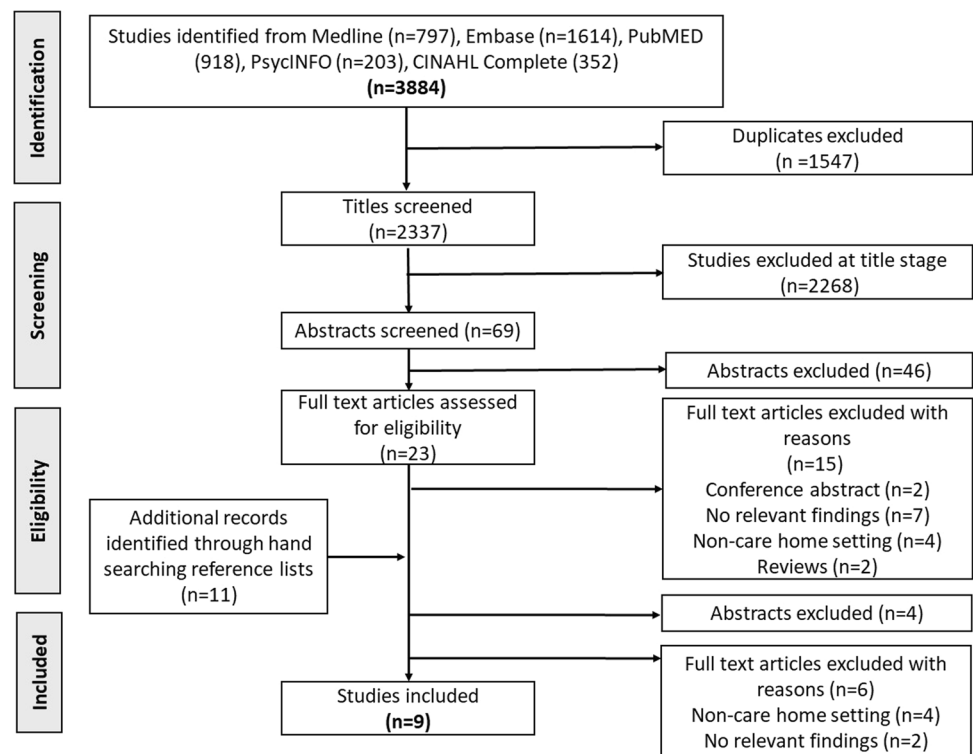 Identification
Studies identified from Medline (n=797), Embase (n=1614), PubMED
(918), PsycINFO (n=203), CINAHL Complete (352)
(n=3884)
Duplicates excluded
(n =1547)
Screening
Titles screened
(n=2337)
Studies excluded at title stage
(n=2268)
Abstracts screened (n=69)
Abstracts excluded (n=46)
Eligibility
Full text articles assessed
for eligibility
(n=23)
Full text articles excluded with
reasons
(n=15)
Conference abstract (n=2)
No relevant findings (n=7)
Non-care home setting (n=4)
Reviews (n=2)
Additional records
identified through hand
searching reference lists
(n=11)
Abstracts excluded (n=4)
Included
Full text articles excluded with
reasons (n=6)
Non-care home setting (n=4)
No relevant findings (n=2)
Studies included
(n=9)